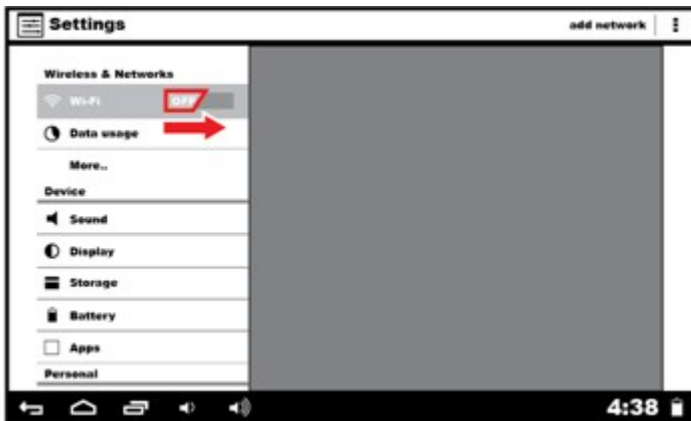 Settings
add network
Wireless & Networks
Wi-Fi
OFF
Data usage
More..
Device
Sound
Display
Storage
Battery
Apps
Personal
4:38